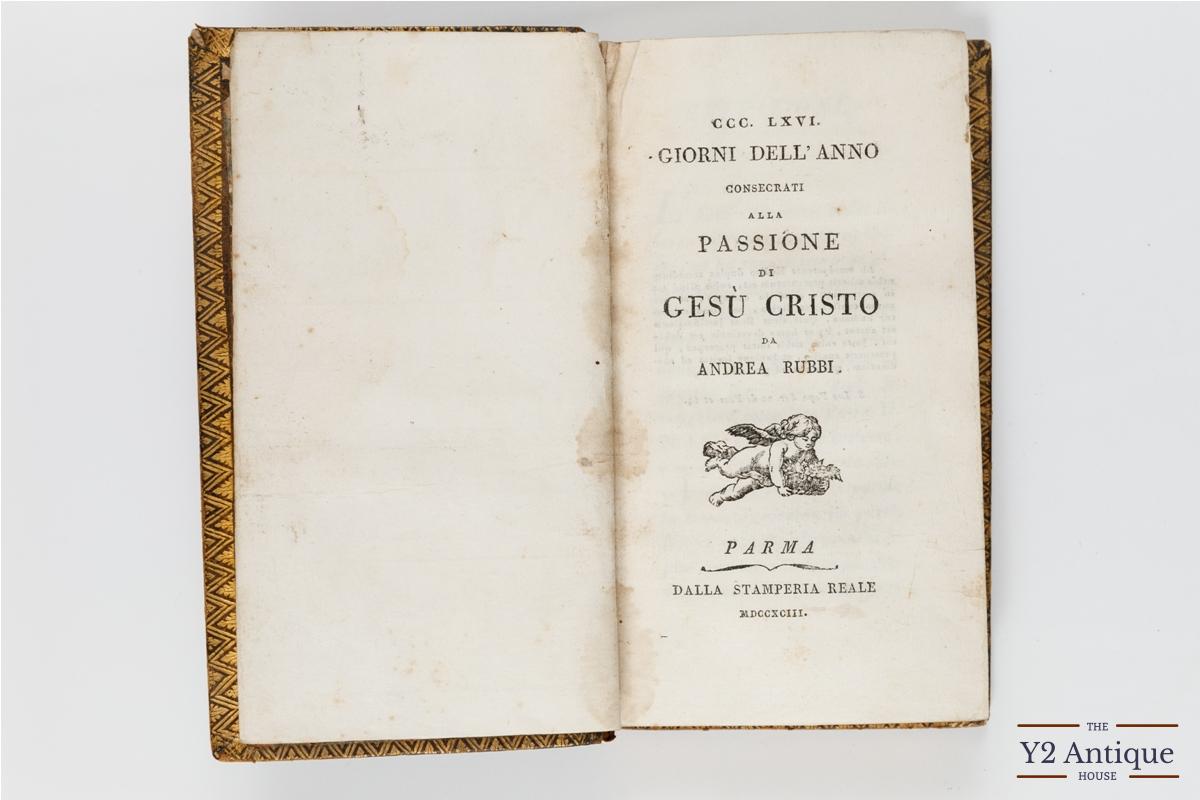 CCC. LXVI.
GIORNI DELL' ANNO
CONSECRATI
ALLA
PASSIONE
DI
GESÙ CRISTO
DA
ANDREA RUBBI.
PARMA
DALLA STAMPERIA REALE
MDCCXCIII.
THE
Y2 Antique
HOUSE